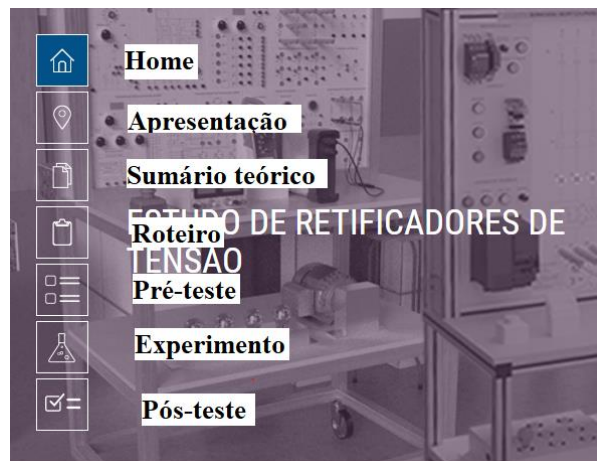 Home
Apresentação
Sumário teórico
ESTUDO DE RETIFICADORES DE
Roteiro
TENSÃO
Pré-teste
Experimento
Pós-teste